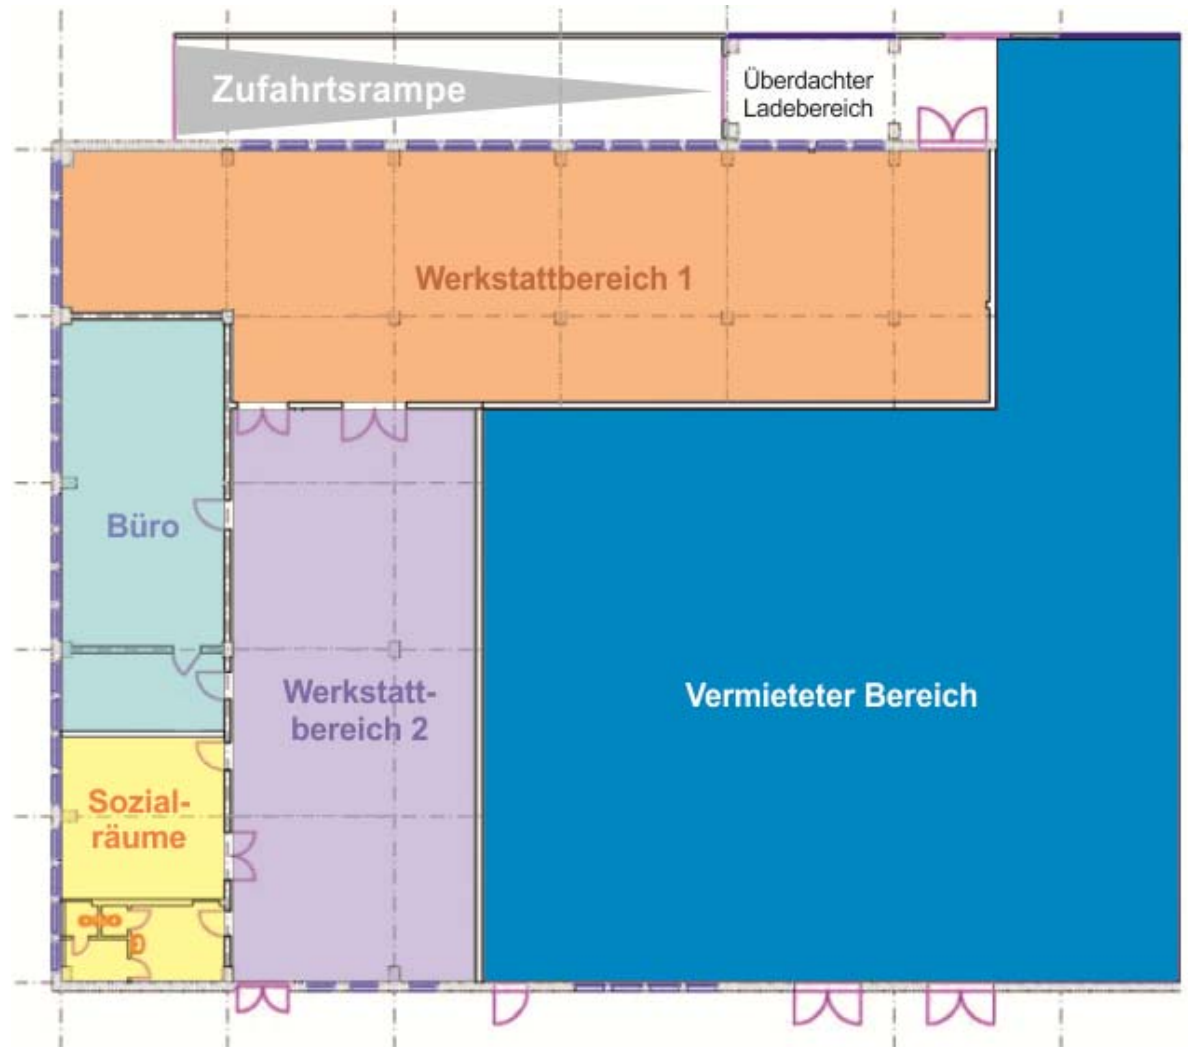 Zufahrtsrampe
Überdachter
Ladebereich
Werkstattbereich 1
Büro
Werkstatt-
bereich 2
Vermieteter Bereich
Sozial-
räume